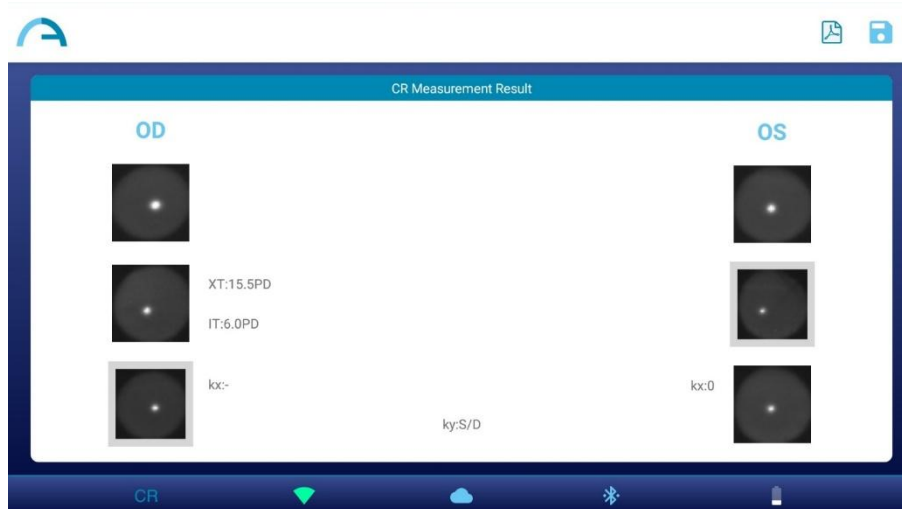 CR Measurement Result
OD
OS
XT:15.5PD
IT:6.0PD
kx:-
kx:0
ky:S/D
CR